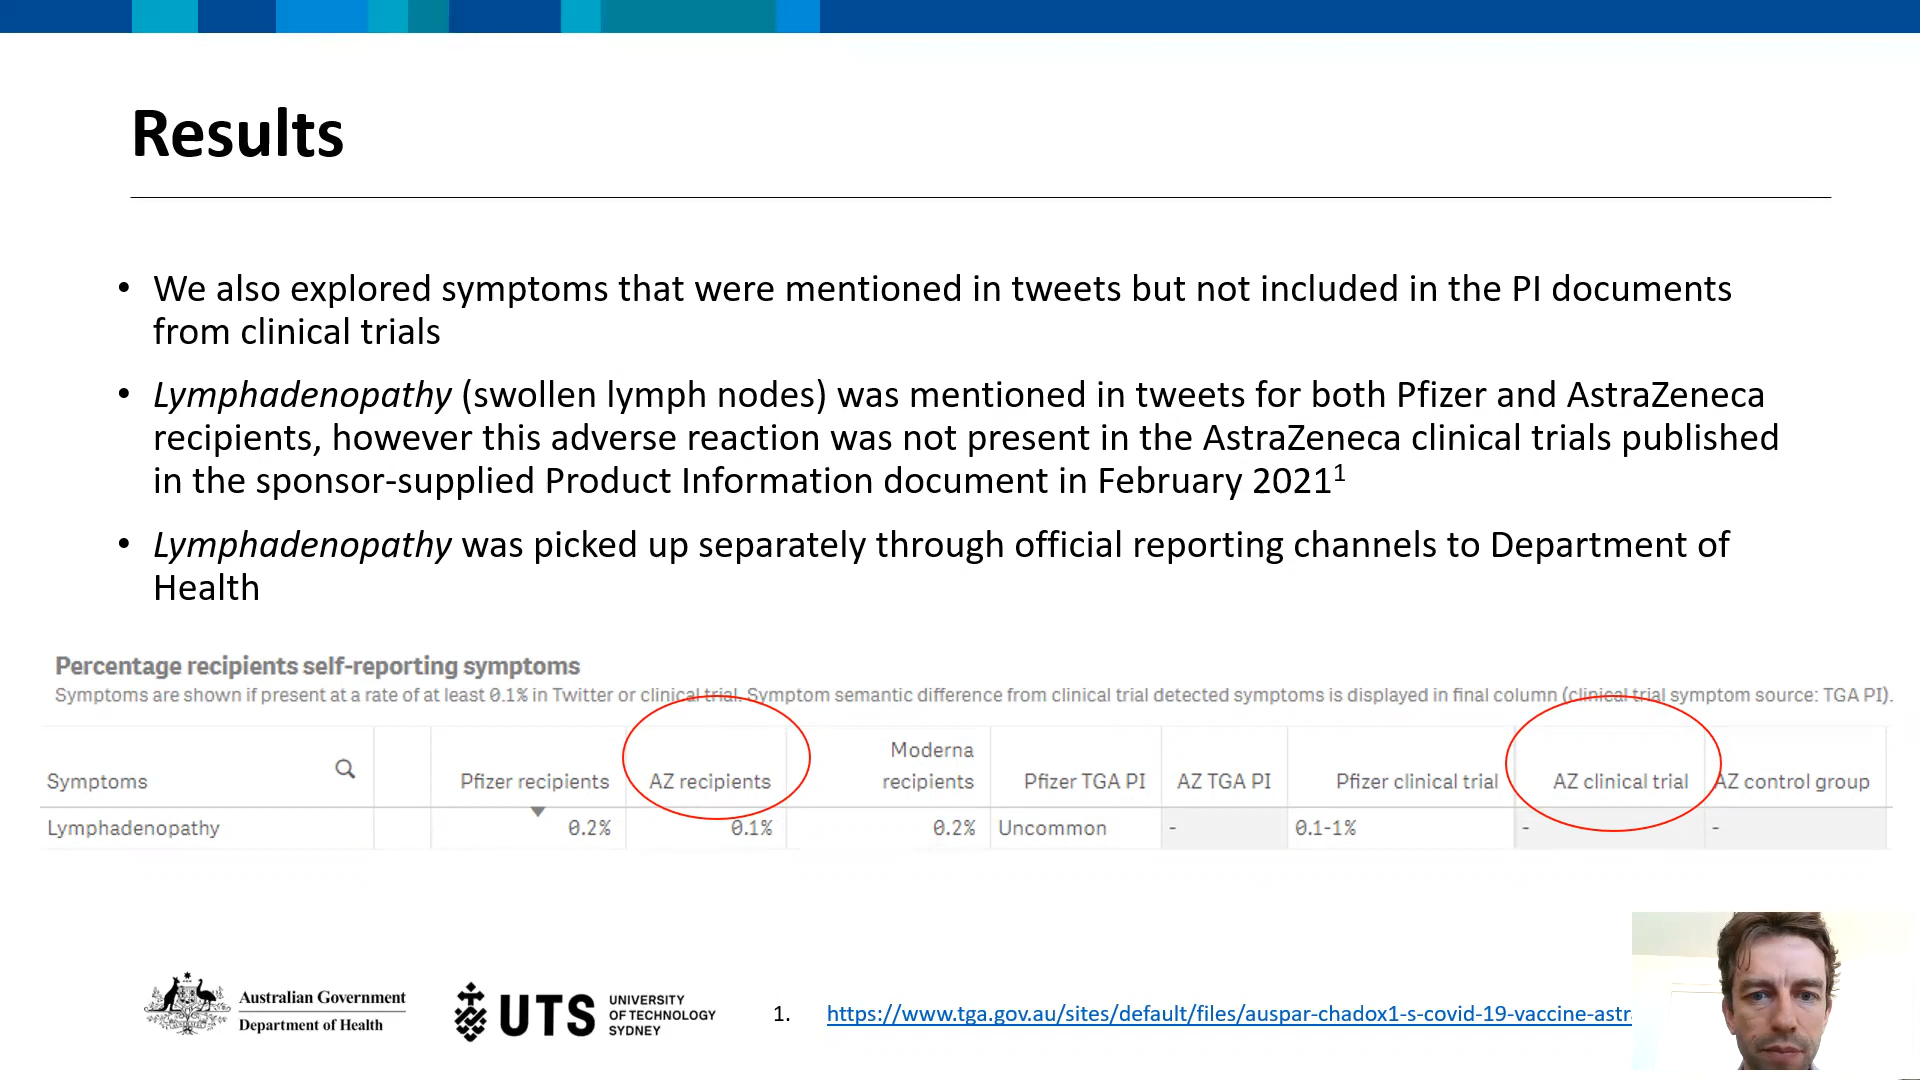 Results
• We also explored symptoms that were mentioned in tweets but not included in the PI documents
from clinical trials
• Lymphadenopathy (swollen lymph nodes) was mentioned in tweets for both Pfizer and AstraZeneca
recipients, however this adverse reaction was not present in the AstraZeneca clinical trials published
in the sponsor-supplied Product Information document in February 2021¹
• Lymphadenopathy was picked up separately through official reporting channels to Department of
Health
Percentage recipients self-reporting symptoms
Symptoms are shown if present at a rate of at least 0.1% in Twitter or clinical trial. Symptom semantic difference from clinical trial detected symptoms is displayed in final column (clinical trial symptom source: TGA PI).
Symptoms Pfizer recipients AZ recipients Moderna recipients Pfizer TGA PI AZ TGA PI Pfizer clinical trial AZ clinical trial AZ control group
Lymphadenopathy 0.2% 0.1% 0.2% Uncommon - 0.1-1% - -
Australian Government
Department of Health
UTS
UNIVERSITY
OF TECHNOLOGY
SYDNEY
1. https://www.tga.gov.au/sites/default/files/auspar-chadox1-s-covid-19-vaccine-astr